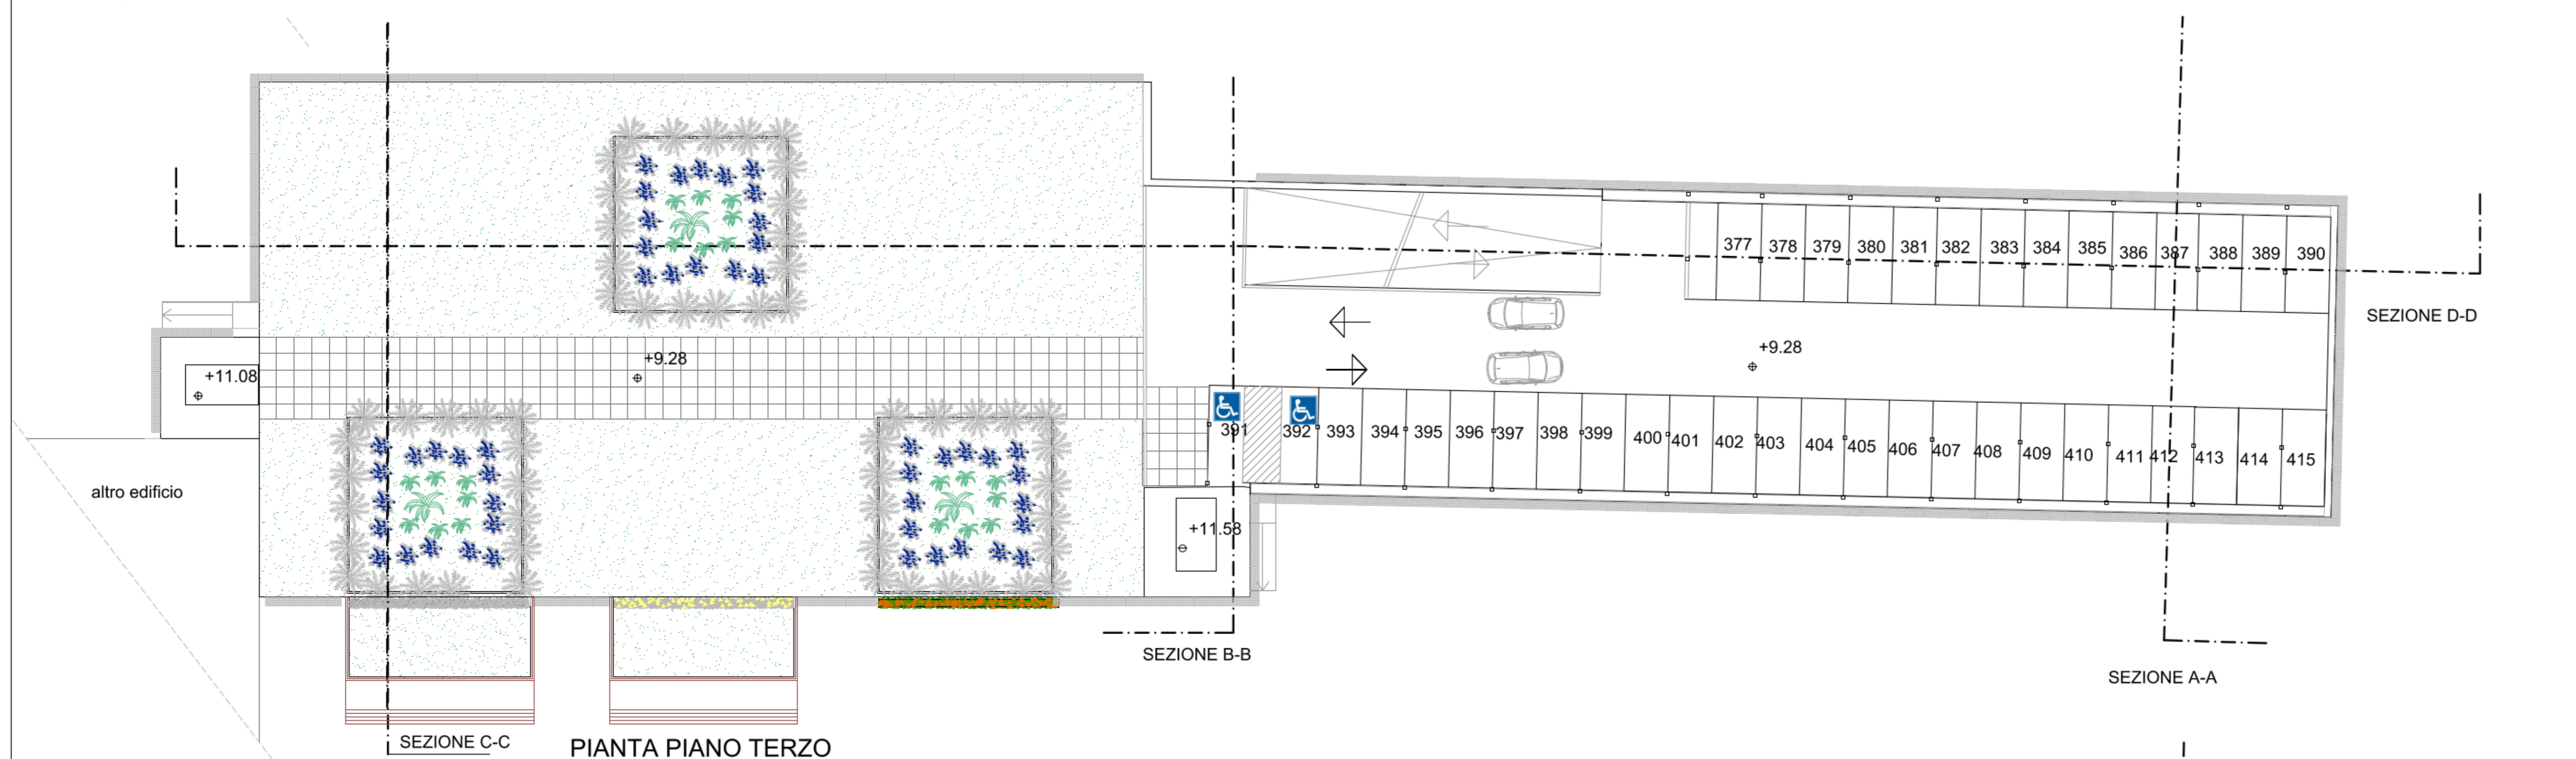 377 378 379 380 381 382 383 384 385 386 387 388 389 390
SEZIONE D-D
+9.28
+9.28
+11.08
391 392 393 394 395 396 397 398 399 400 401 402 403 404 405 406 407 408 409 410 411 412 413 414 415
altro edificio
+11.58
SEZIONE B-B
SEZIONE A-A
SEZIONE C-C
PIANTA PIANO TERZO